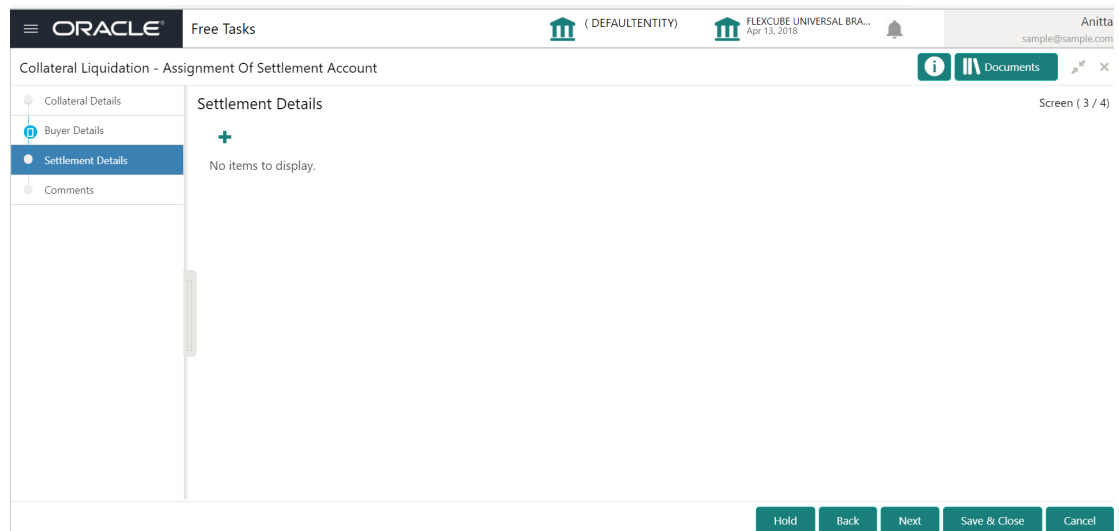 ORACLE
Free Tasks
( DEFAULTENTITY)
FLEXCUBE UNIVERSAL BRA...
Apr 13, 2018
Anitta
sample@sample.com
Collateral Liquidation - Assignment Of Settlement Account
Documents
Collateral Details
Buyer Details
Settlement Details
Comments
Settlement Details
Screen ( 3 / 4)
No items to display.
Hold
Back
Next
Save & Close
Cancel